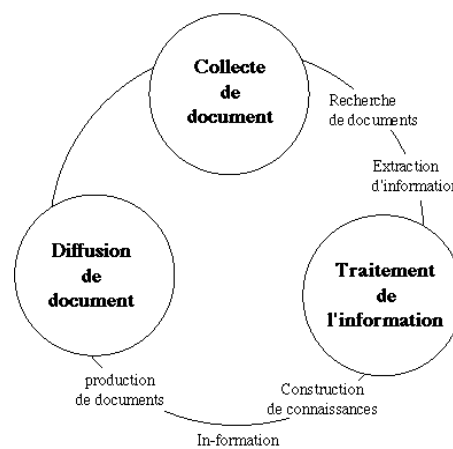 Collecte
de
document
Recherche
de documents
Extraction
d'information
Traitement
de
l'information
Construction
de connaissances
In-formation
production
de documents
Diffusion
de
document